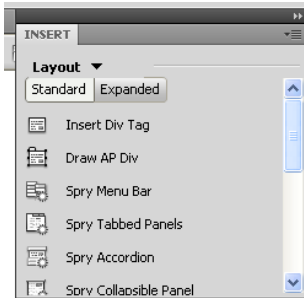 INSERT
Layout
Standard Expanded
Insert Div Tag
Draw AP Div
Spry Menu Bar
Spry Tabbed Panels
Spry Accordion
Spry Collapsible Panel